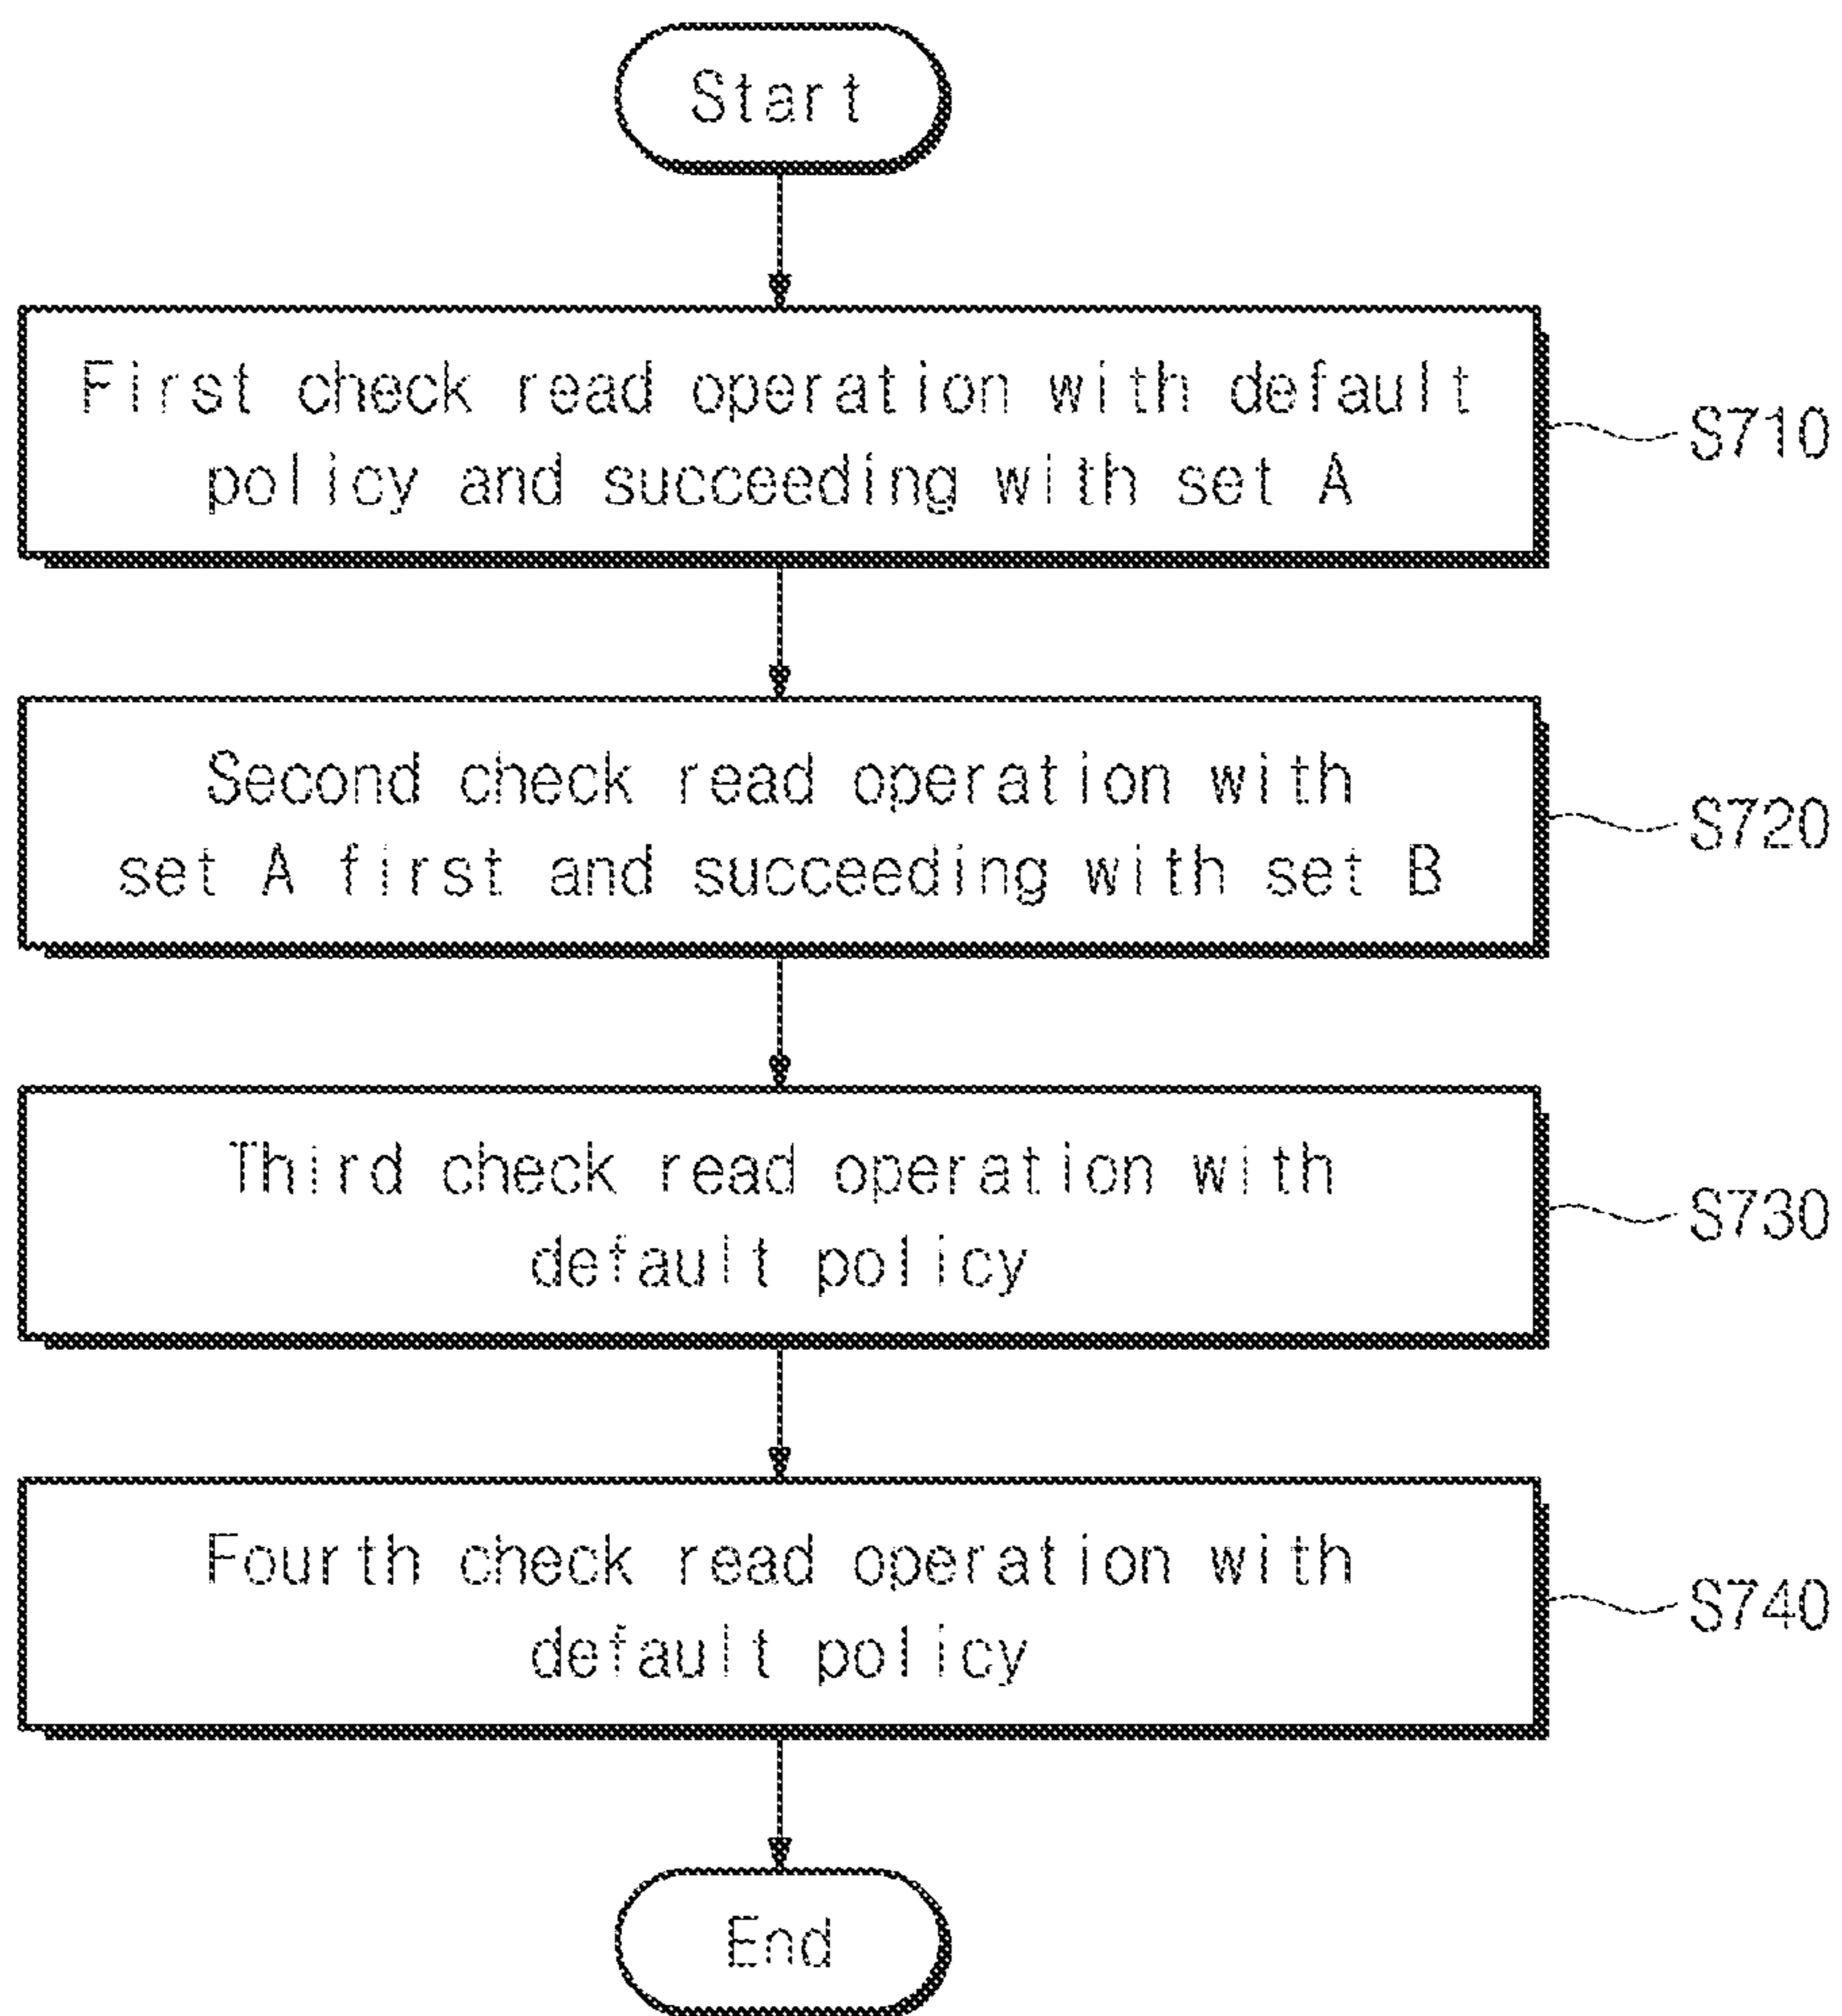 Start
First check read operation with default
policy and succeeding with set A
S710
Second check read operation with
set A first and succeeding with set B
S720
Third check read operation with
default policy
S730
Fourth check read operation with
default policy
S740
End